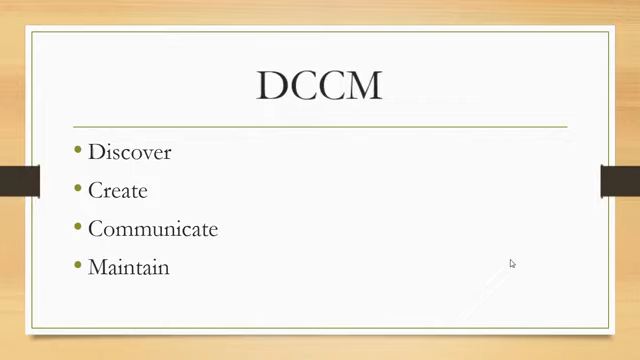 DCCM
• Discover
• Create
• Communicate
• Maintain